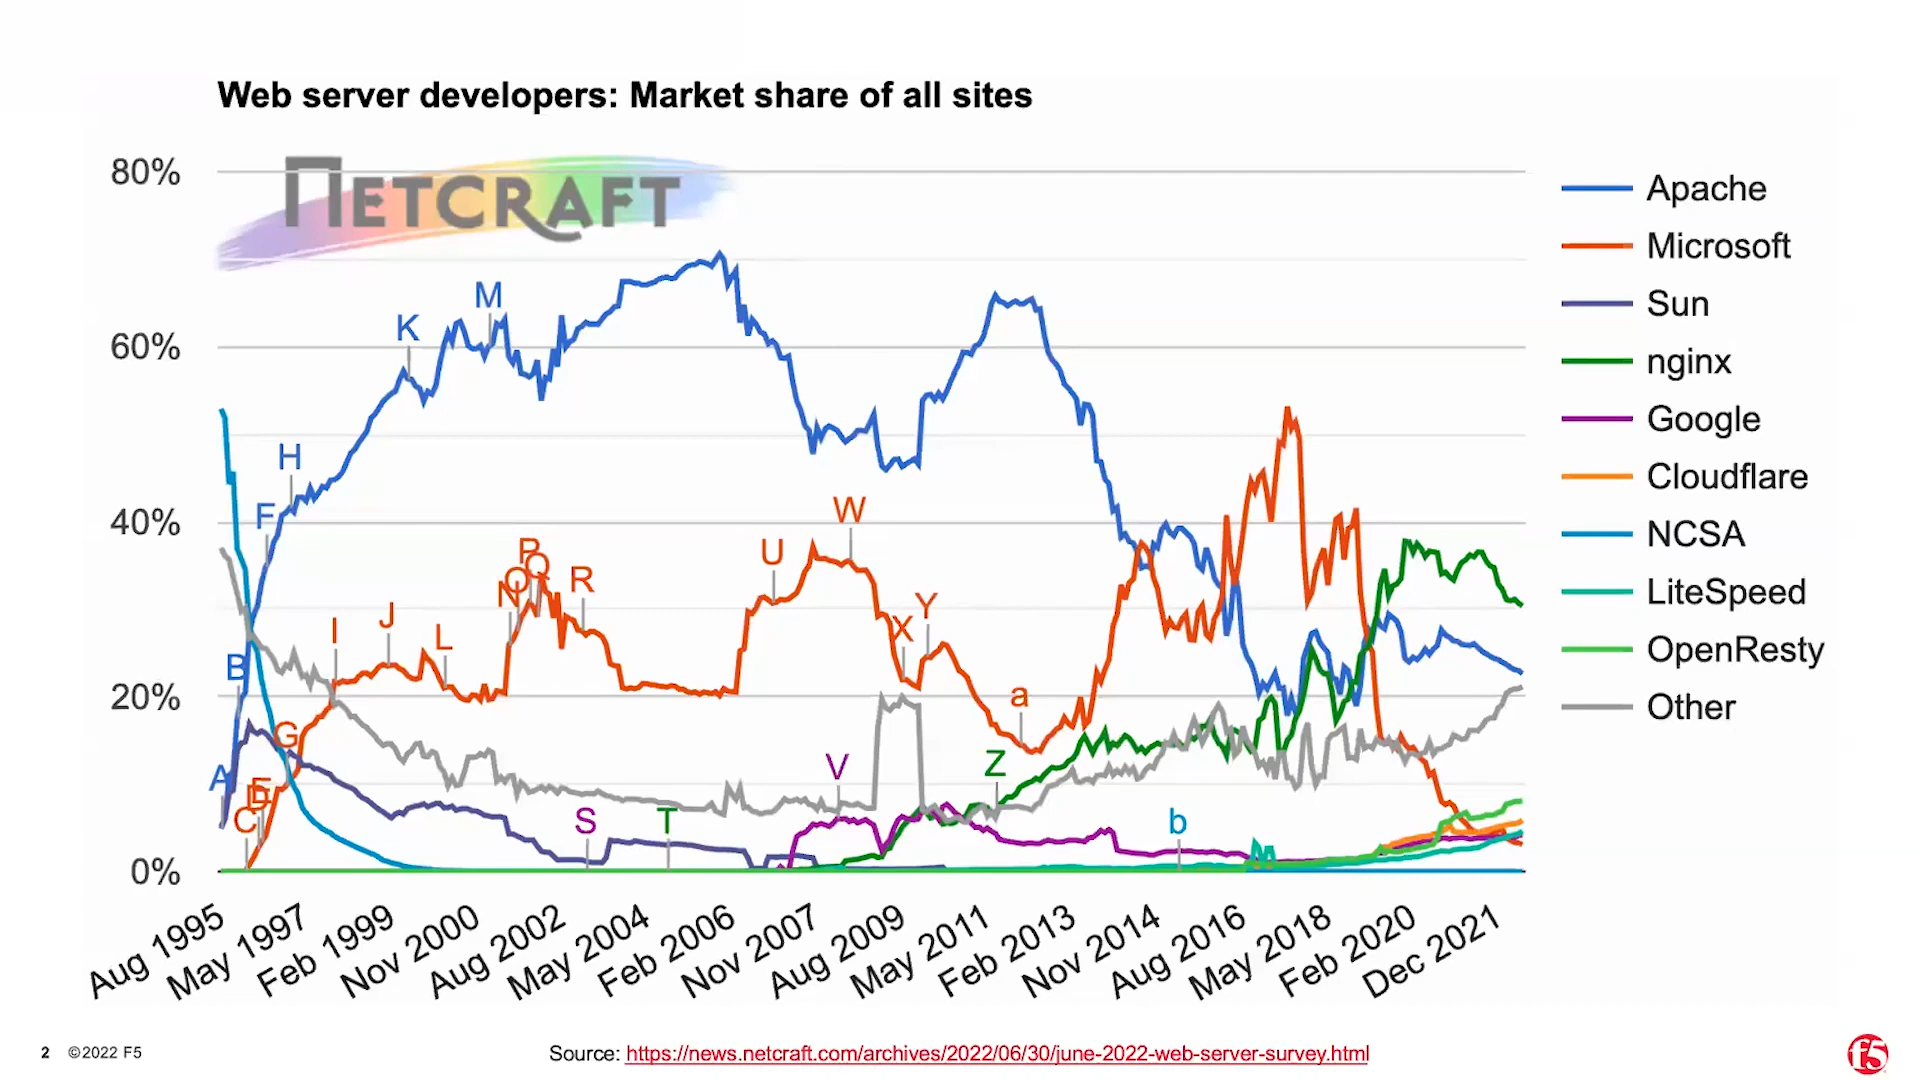 Web server developers: Market share of all sites
NETCRAFT
80%
60%
40%
20%
0%
Apache
Microsoft
Sun
nginx
Google
Cloudflare
NCSA
LiteSpeed
OpenResty
Other
A
B
C
D
E
F
G
H
I
J
K
L
M
N
O
P
Q
R
S
T
U
V
W
X
Y
Z
a
b
Aug 1995
May 1997
Feb 1999
Nov 2000
Aug 2002
May 2004
Feb 2006
Nov 2007
Aug 2009
May 2011
Feb 2013
Nov 2014
Aug 2016
May 2018
Feb 2020
Dec 2021
2 ©2022 F5
Source: https://news.netcraft.com/archives/2022/06/30/june-2022-web-server-survey.html
f5